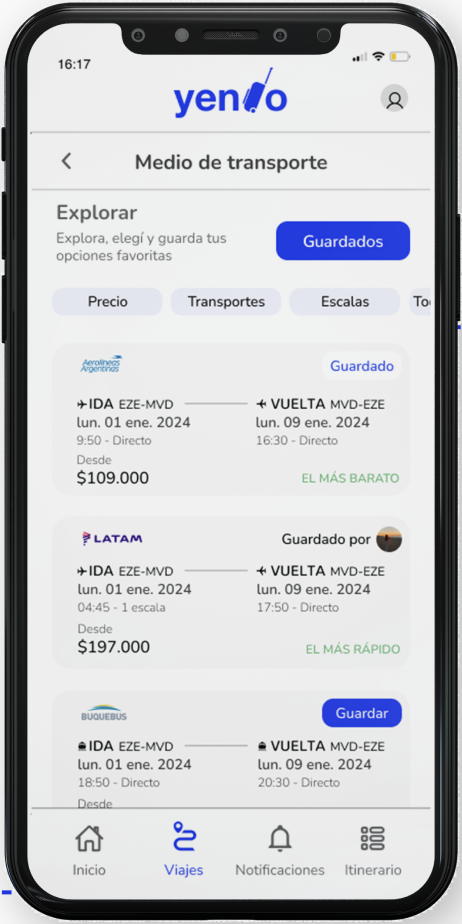 16:17
yendo
Medio de transporte
Explorar
Explora, elegí y guarda tus
opciones favoritas
Guardados
Precio Transportes Escalas
Aerolíneas
Argentinas
Guardado
IDA EZE-MVD VUELTA MVD-EZE
lun. 01 ene. 2024 lun. 09 ene. 2024
9:50 - Directo 16:30 - Directo
Desde
$109.000 EL MÁS BARATO
LATAM Guardado por
IDA EZE-MVD VUELTA MVD-EZE
lun. 01 ene. 2024 lun. 09 ene. 2024
04:45 - 1 escala 17:50 - Directo
Desde
$197.000 EL MÁS RÁPIDO
BUQUEBUS Guardar
IDA EZE-MVD VUELTA MVD-EZE
lun. 01 ene. 2024 lun. 09 ene. 2024
18:50 - Directo 20:30 - Directo
Desde
Inicio Viajes Notificaciones Itinerario